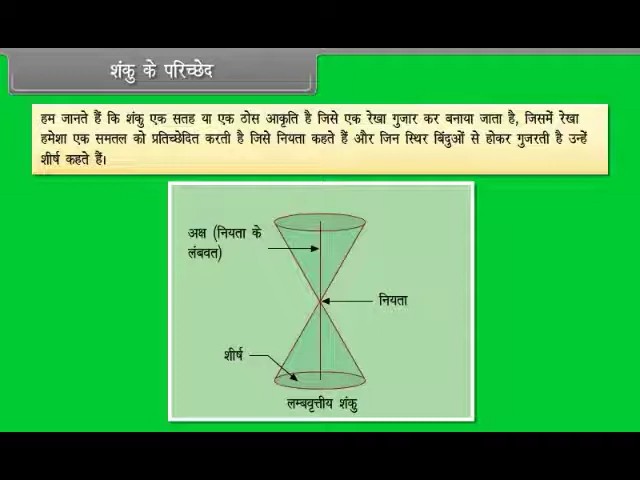 शंकु के परिच्छेद
हम जानते हैं कि शंकु एक सतह या एक ठोस आकृति है जिसे एक रेखा गुजार कर बनाया जाता है, जिसमें रेखा
हमेशा एक समतल को प्रतिच्छेदित करती है जिसे नियता कहते हैं और जिन स्थिर बिंदुओं से होकर गुजरती है उन्हें
शीर्ष कहते हैं।
अक्ष (नियता के
लंबवत)
नियता
शीर्ष
लम्बवृत्तीय शंकु